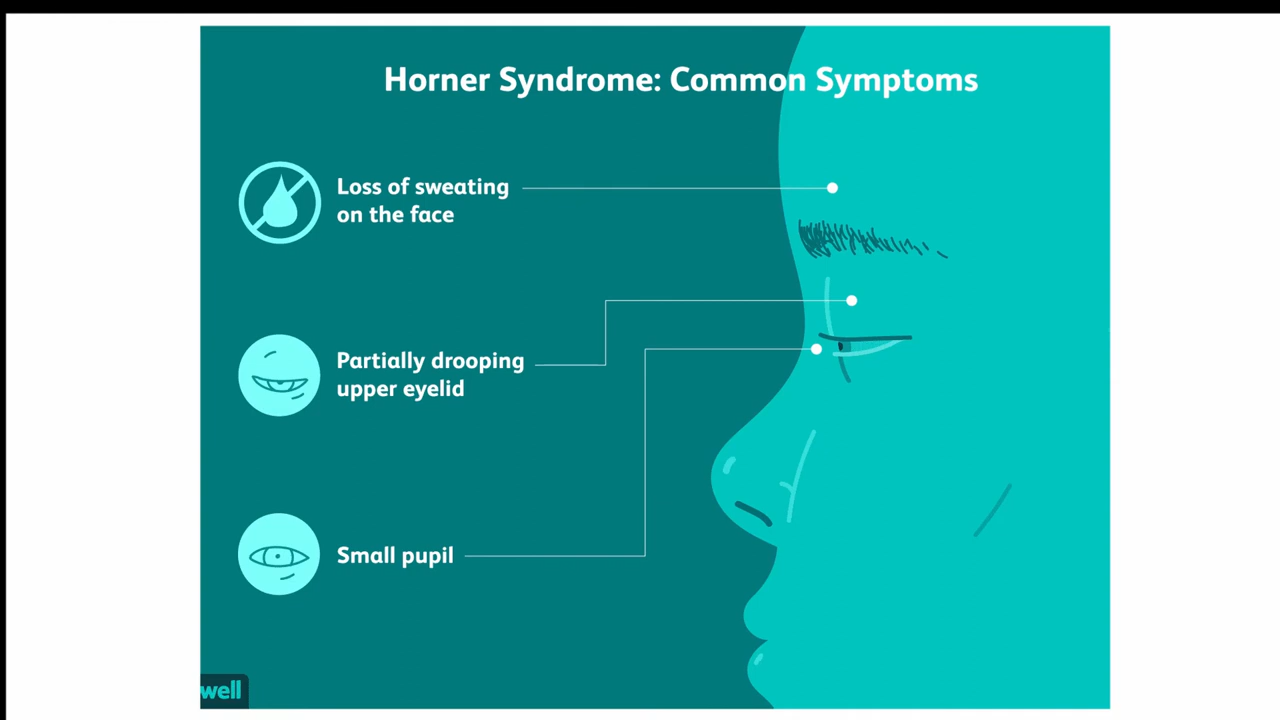 Horner Syndrome: Common Symptoms
Loss of sweating
on the face
Partially drooping
upper eyelid
Small pupil
well